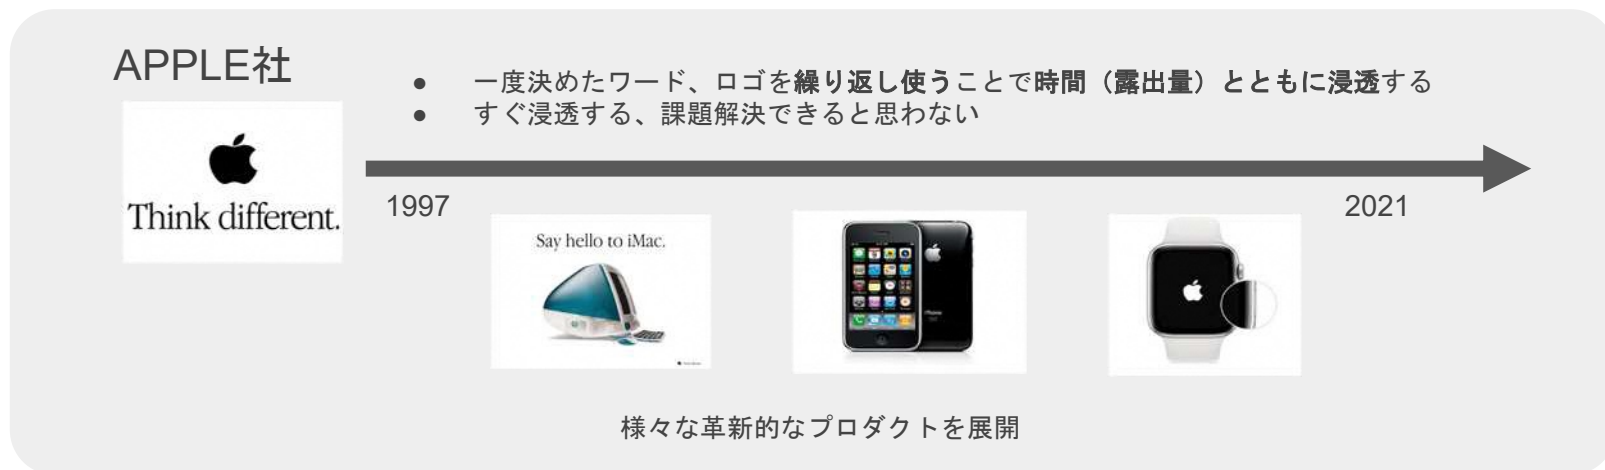 APPLE社
● 一度決めたワード、ロゴを繰り返し使うことで時間（露出量）とともに浸透する
● すぐ浸透する、課題解決できると思わない
Think different.
1997
2021
Say hello to iMac.
iPhone
様々な革新的なプロダクトを展開